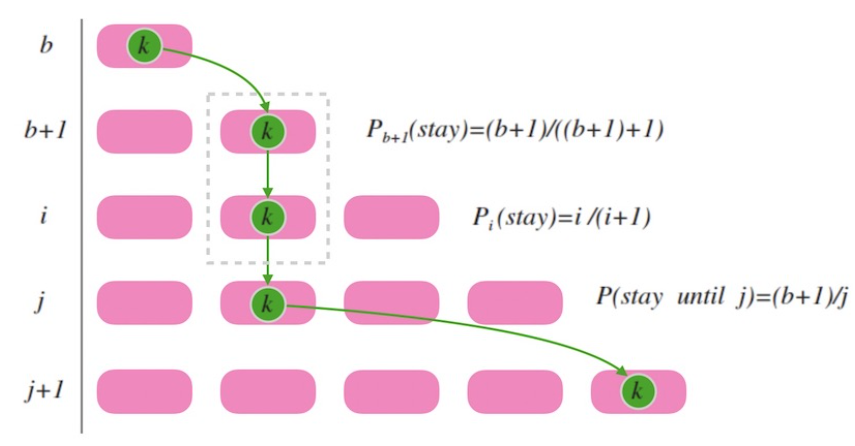 b k
b+1 k P_{b+1}(stay)=(b+1)/((b+1)+1)
i k P_i(stay)=i/(i+1)
j k P(stay until j)=(b+1)/j
j+1 k